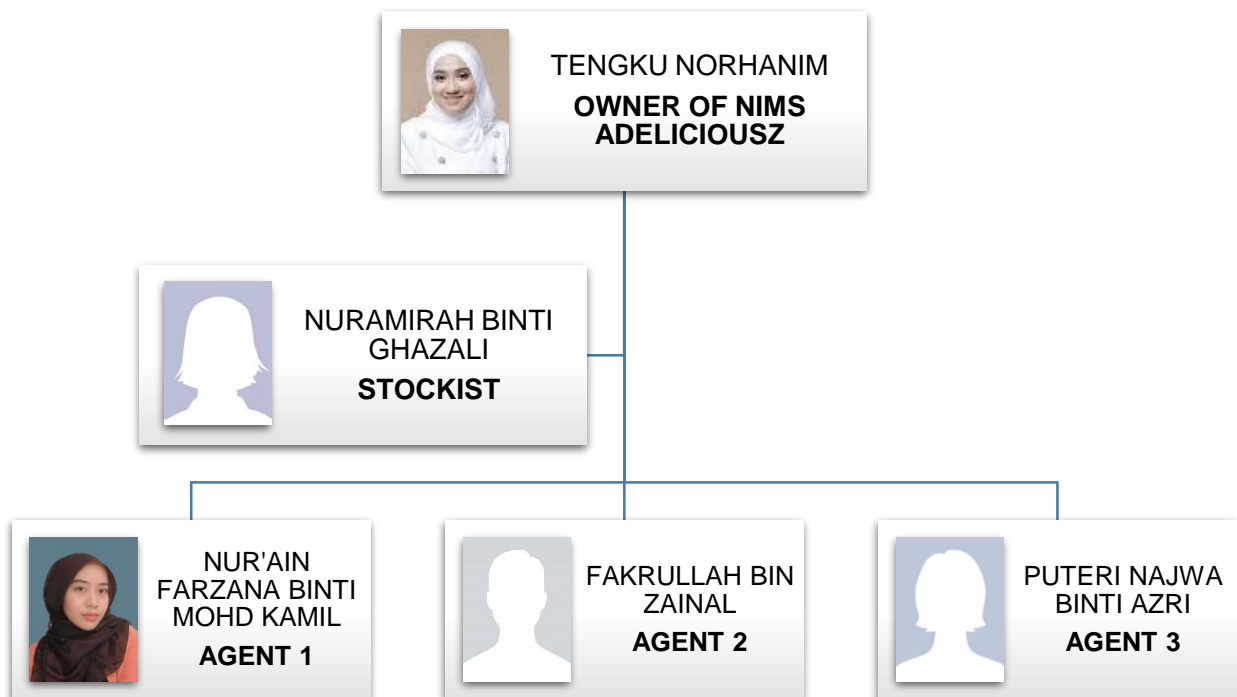 TENGKU NORHANIM
OWNER OF NIMS
ADELICIOUSZ
NURAMIRAH BINTI
GHAZALI
STOCKIST
NUR'AIN
FARZANA BINTI
MOHD KAMIL
AGENT 1
FAKRULLAH BIN
ZAINAL
AGENT 2
PUTERI NAJWA
BINTI AZRI
AGENT 3